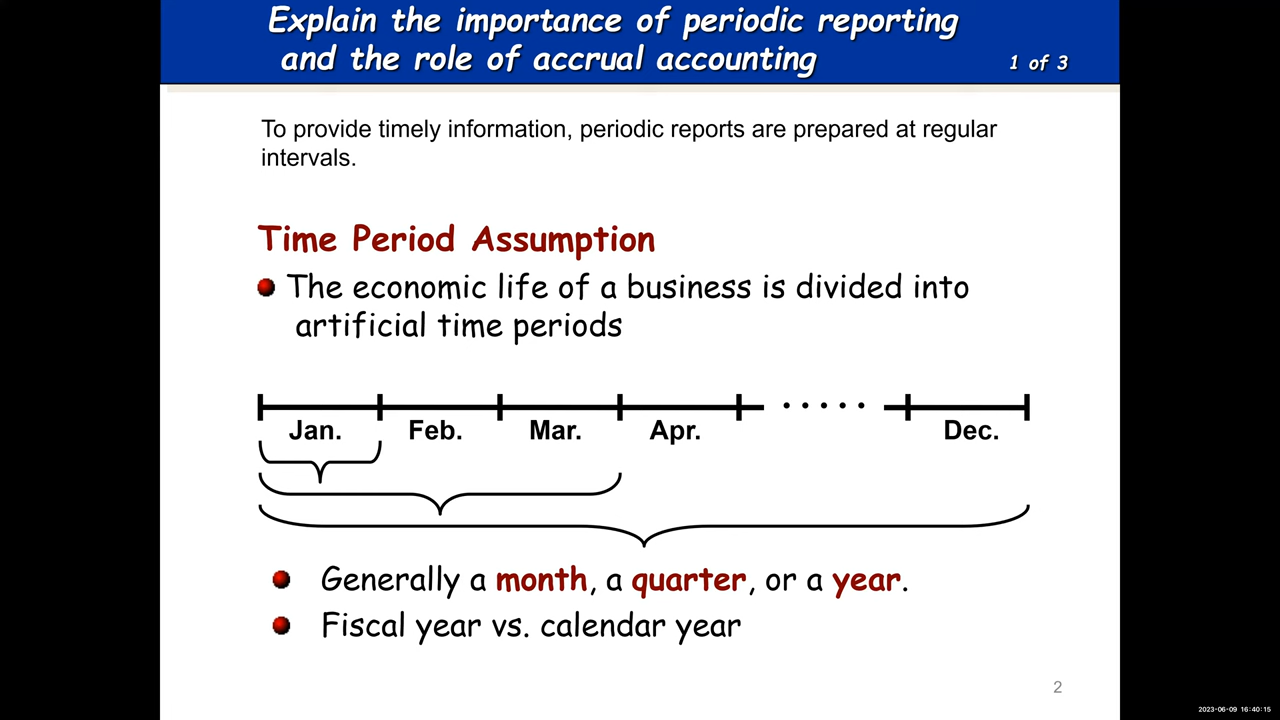 Explain the importance of periodic reporting
and the role of accrual accounting 1 of 3
To provide timely information, periodic reports are prepared at regular
intervals.
Time Period Assumption
The economic life of a business is divided into
artificial time periods
. . . . .
Jan. Feb. Mar. Apr. Dec.
Generally a month, a quarter, or a year.
Fiscal year vs. calendar year
2
2023-06-09 16:40:15